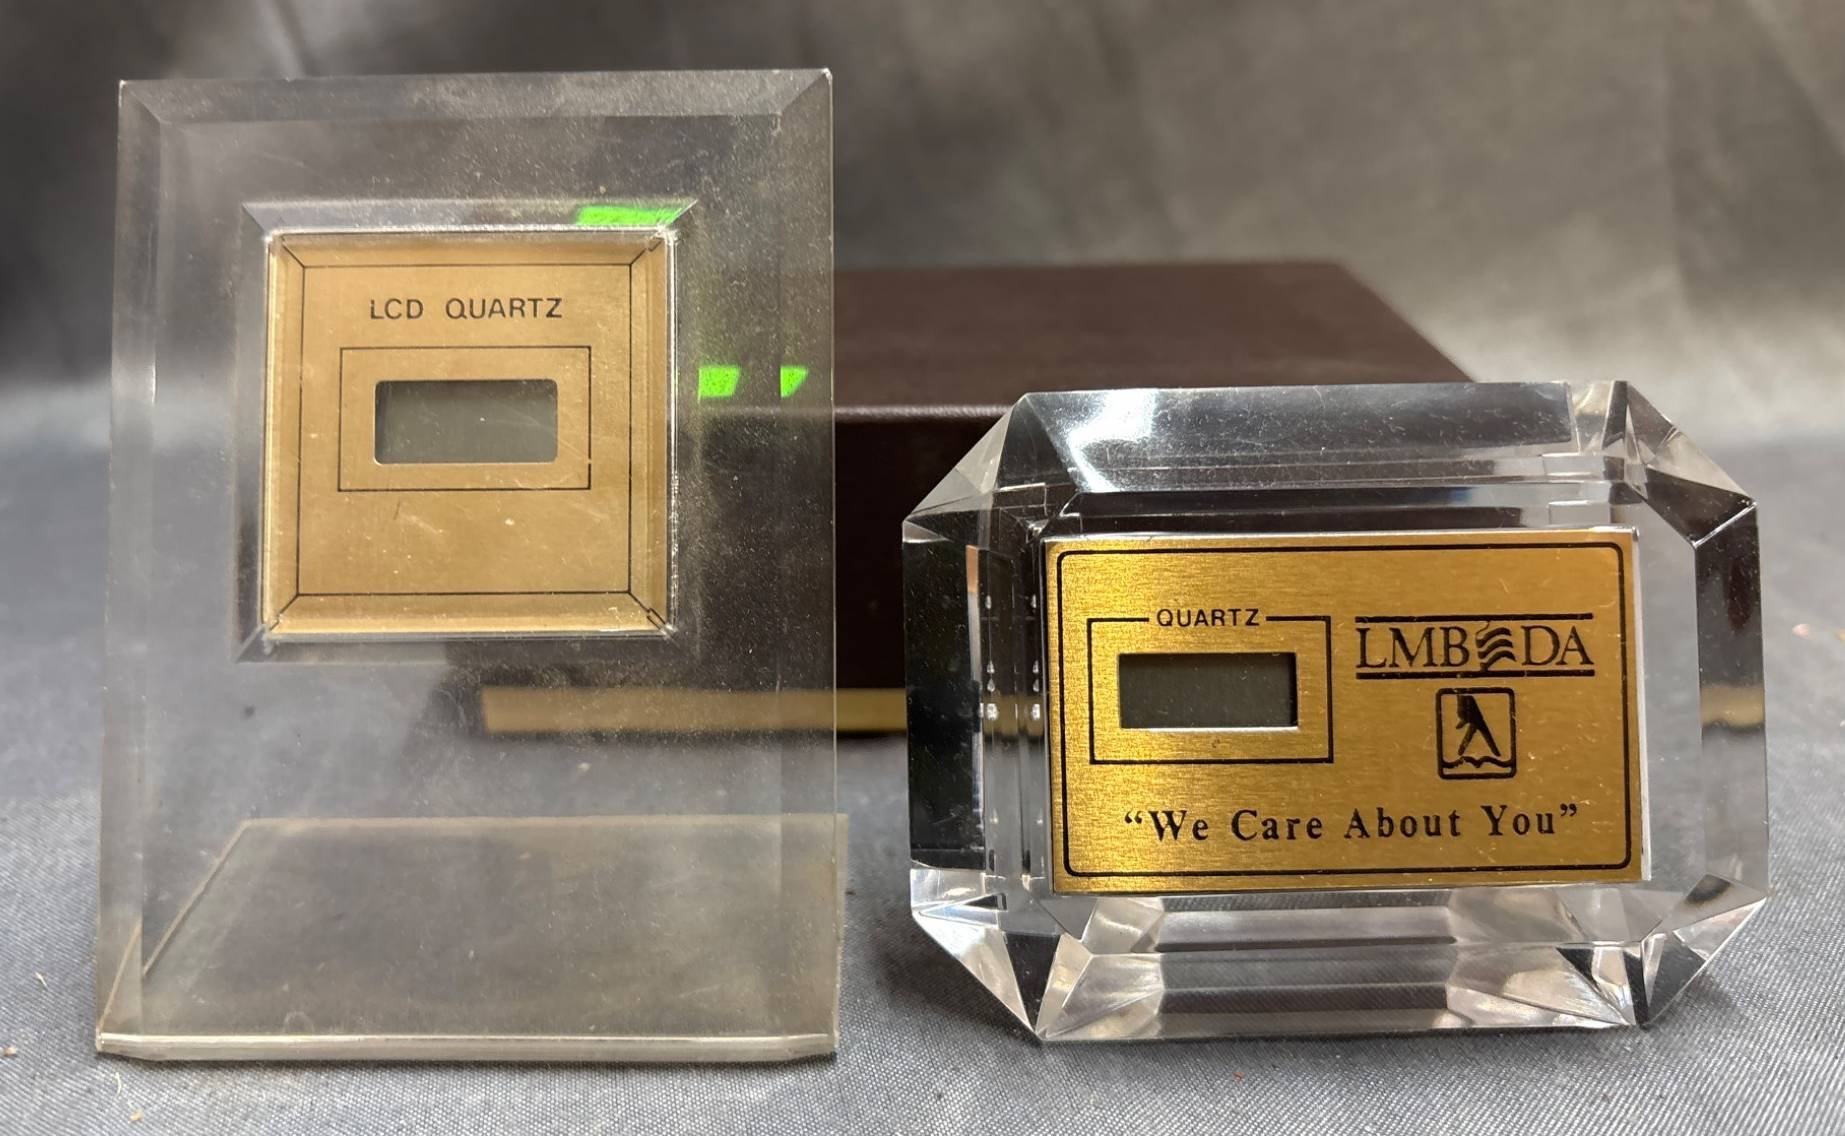 LCD QUARTZ
QUARTZ
LMB DA
"We Care About You"